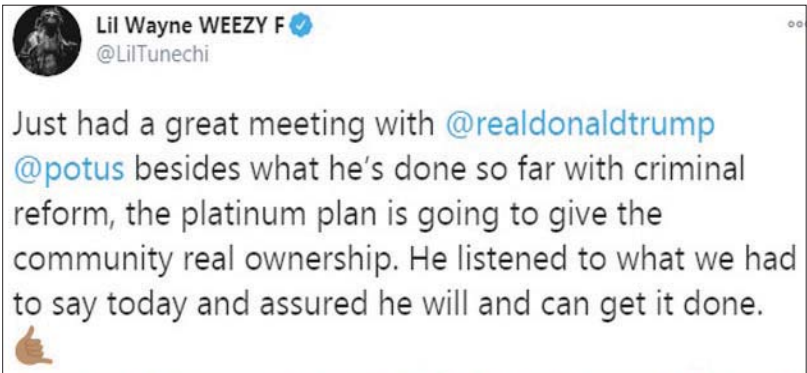 Lil Wayne WEEZY F
@LilTunechi
Just had a great meeting with @realdonaldtrump
@potus besides what he's done so far with criminal
reform, the platinum plan is going to give the
community real ownership. He listened to what we had
to say today and assured he will and can get it done.
🤙🏽